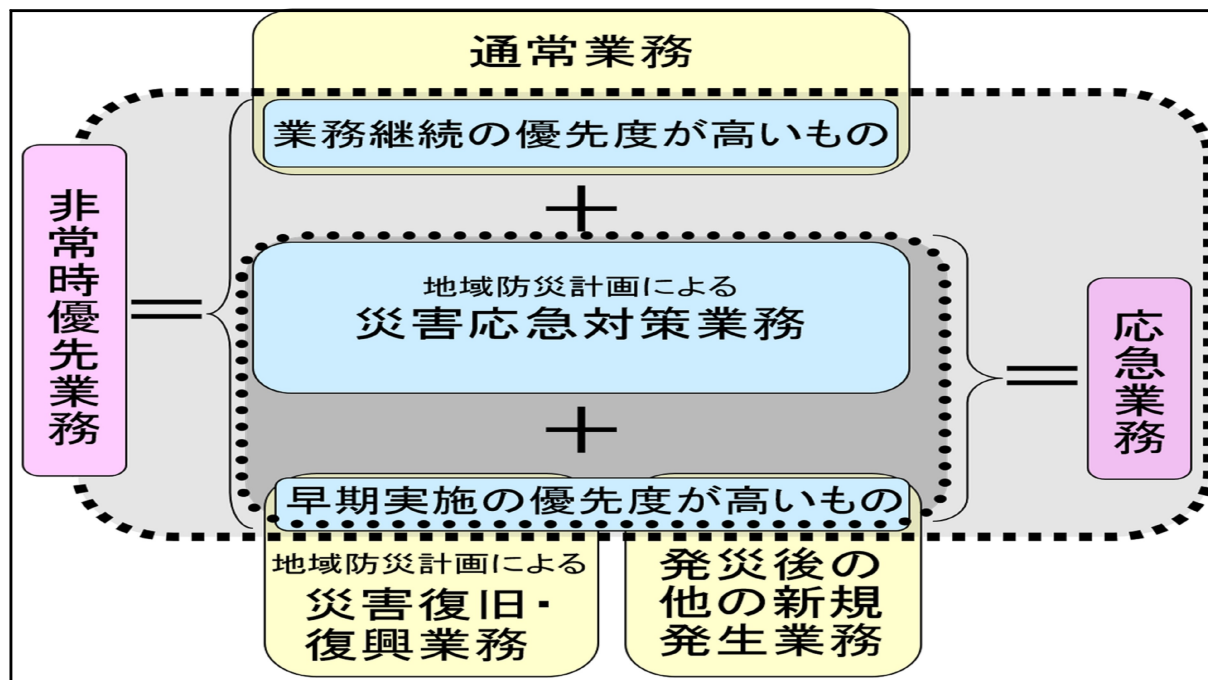 通常業務
業務継続の優先度が高いもの
＋
非常時優先業務
＝
地域防災計画による
災害応急対策業務
＝
応急業務
＋
早期実施の優先度が高いもの
地域防災計画による
災害復旧・
復興業務
発災後の
他の新規
発生業務